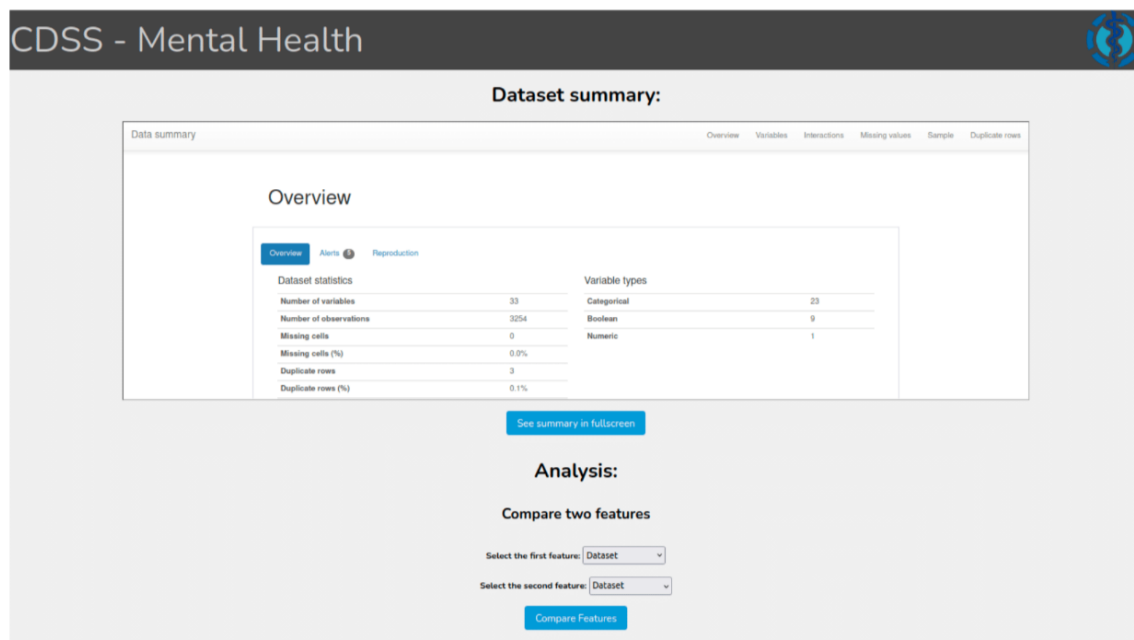 CDSS - Mental Health
Dataset summary:
Data summary Overview Variables Interactions Missing values Sample Duplicate rows
Overview
Overview Alerts Reproduction
Dataset statistics Variable types
Number of variables 33 Categorical 23
Number of observations 3254 Boolean 9
Missing cells 0 Numeric 1
Missing cells (%) 0.0%
Duplicate rows 3
Duplicate rows (%) 0.1%
See summary in fullscreen
Analysis:
Compare two features
Select the first feature: Dataset
Select the second feature: Dataset
Compare Features